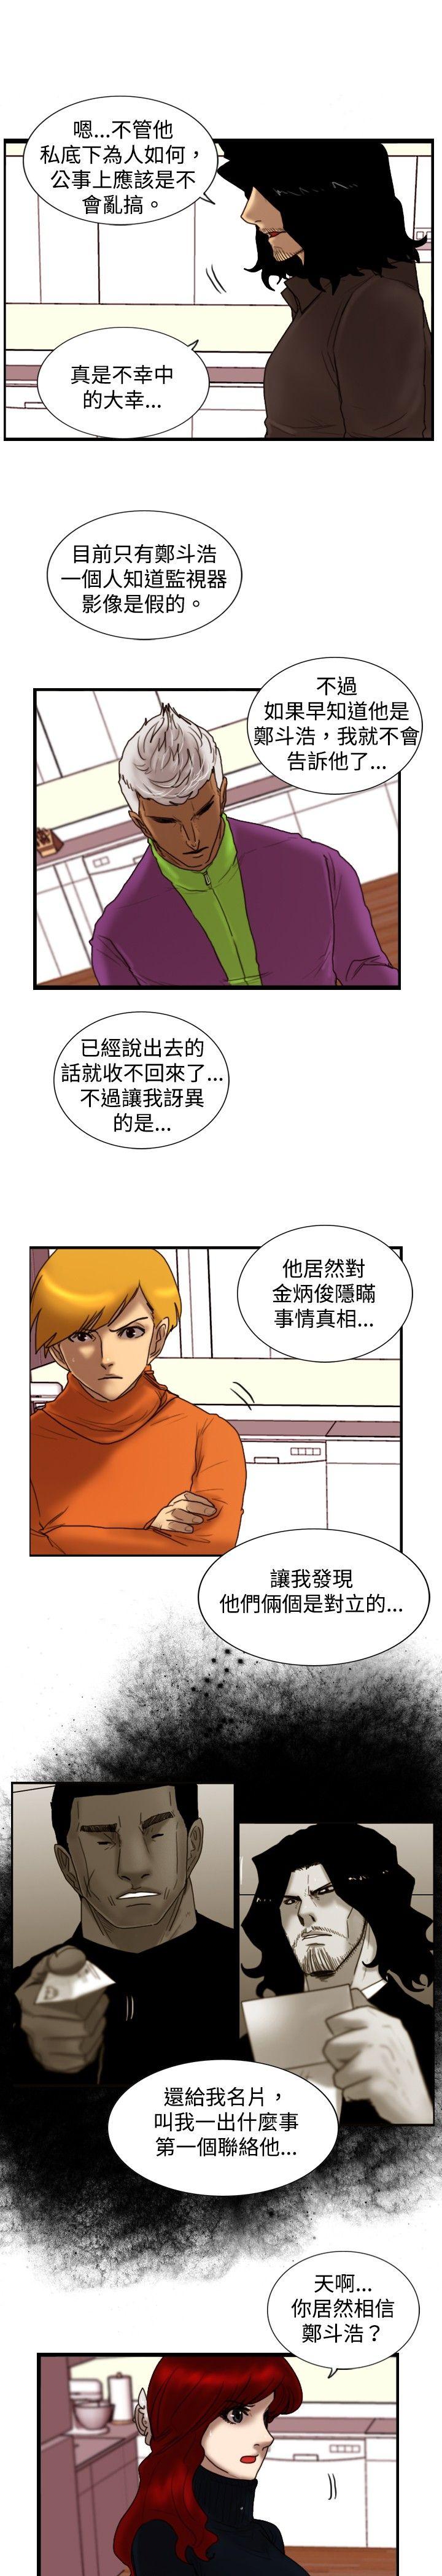 嗯...不管他
私底下為人如何，
公事上應該是不
會亂搞。
真是不幸中
的大幸...
目前只有鄭斗浩
一個人知道監視器
影像是假的。
不過
如果早知道他是
鄭斗浩，我就不會
告訴他了...
已經說出去的
話就收不回來了...
不過讓我訝異
的是...
他居然對
金炳俊隱瞞
事情真相...
讓我發現
他們倆個是對立的...
還給我名片，
叫我一出什麼事
第一個聯絡他...
天啊...
你居然相信
鄭斗浩？